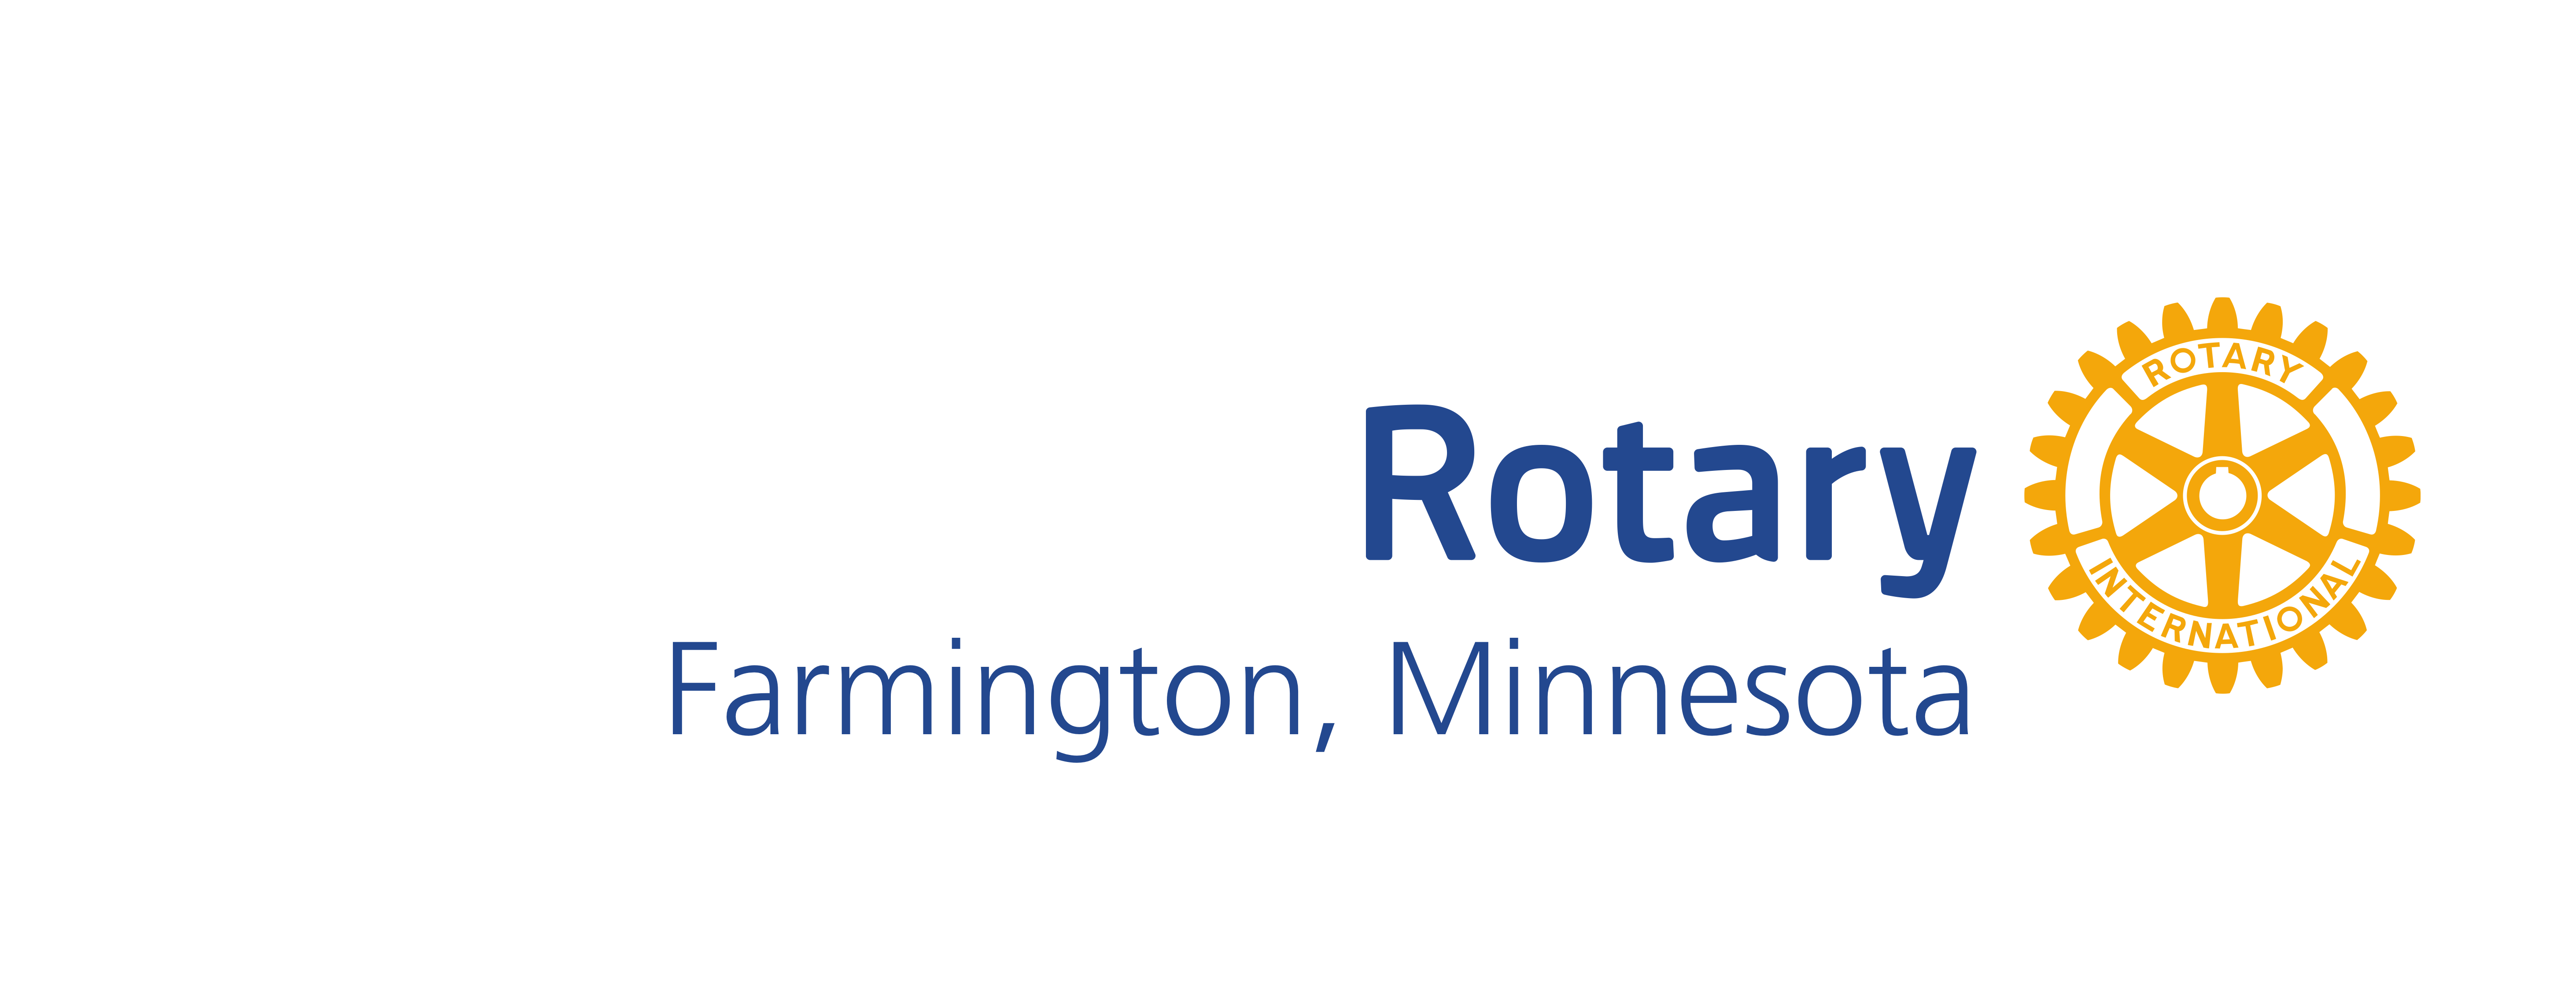 Rotary
Farmington, Minnesota
ROTARY
INTERNATIONAL